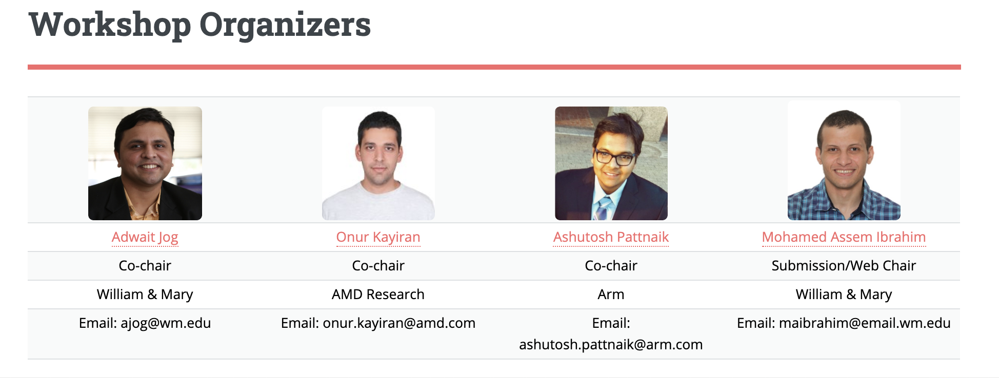 Workshop Organizers
Adwait Jog
Onur Kayiran
Ashutosh Pattnaik
Mohamed Assem Ibrahim
Co-chair
Co-chair
Co-chair
Submission/Web Chair
William & Mary
AMD Research
Arm
William & Mary
Email: ajog@wm.edu
Email: onur.kayiran@amd.com
Email:
ashutosh.pattnaik@arm.com
Email: maibrahim@email.wm.edu